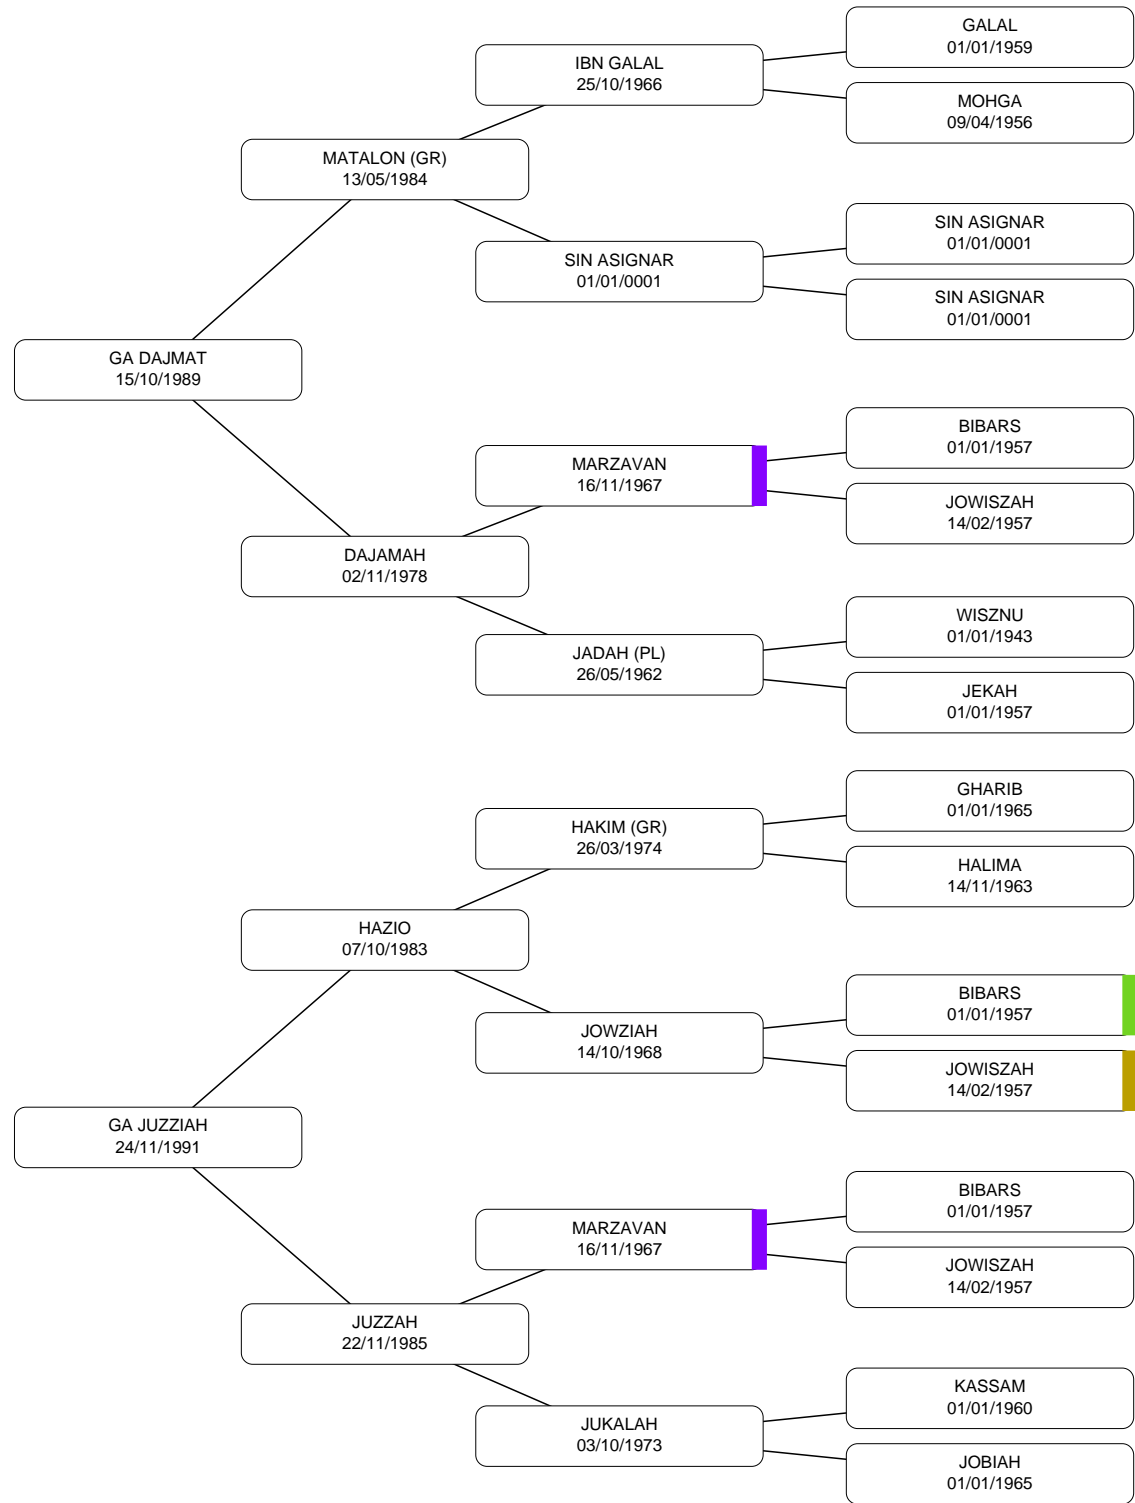 GALAL
01/01/1959
IBN GALAL
25/10/1966
MOHGA
09/04/1956
MATALON (GR)
13/05/1984
SIN ASIGNAR
01/01/0001
SIN ASIGNAR
01/01/0001
SIN ASIGNAR
01/01/0001
GA DAJMAT
15/10/1989
BIBARS
01/01/1957
MARZAVAN
16/11/1967
JOWISZAH
14/02/1957
DAJAMAH
02/11/1978
WISZNU
01/01/1943
JADAH (PL)
26/05/1962
JEKAH
01/01/1957
GHARIB
01/01/1965
HAKIM (GR)
26/03/1974
HALIMA
14/11/1963
HAZIO
07/10/1983
BIBARS
01/01/1957
JOWZIAH
14/10/1968
JOWISZAH
14/02/1957
GA JUZZIAH
24/11/1991
BIBARS
01/01/1957
MARZAVAN
16/11/1967
JOWISZAH
14/02/1957
JUZZAH
22/11/1985
KASSAM
01/01/1960
JUKALAH
03/10/1973
JOBIAH
01/01/1965